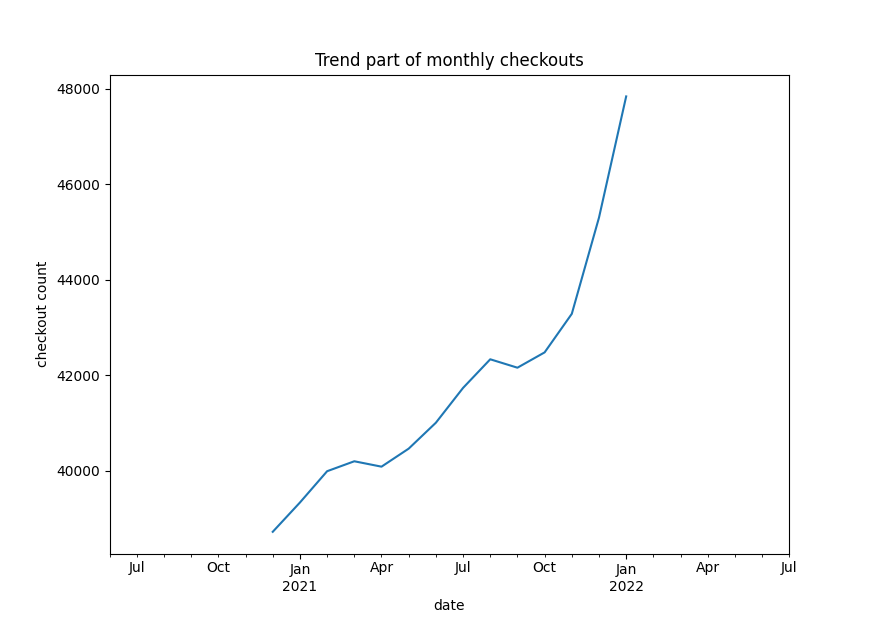 Trend part of monthly checkouts
checkout count
48000
46000
44000
42000
40000
Jul Oct Jan Apr Jul Oct Jan Apr Jul
2021 2022
date